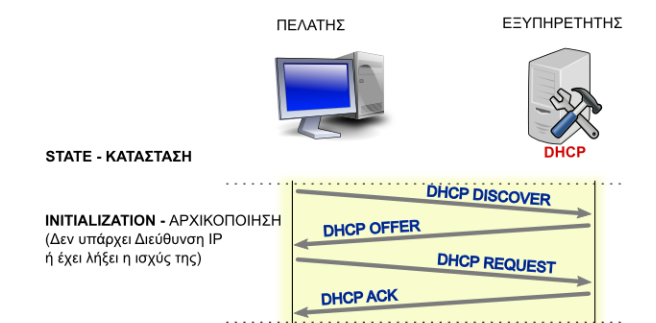 ΠΕΛΑΤΗΣ
ΕΞΥΠΗΡΕΤΗΤΗΣ
DHCP
STATE - ΚΑΤΑΣΤΑΣΗ
DHCP DISCOVER
INITIALIZATION - ΑΡΧΙΚΟΠΟΙΗΣΗ
(Δεν υπάρχει Διεύθυνση IP
ή έχει λήξει η ισχύς της)
DHCP OFFER
DHCP REQUEST
DHCP ACK